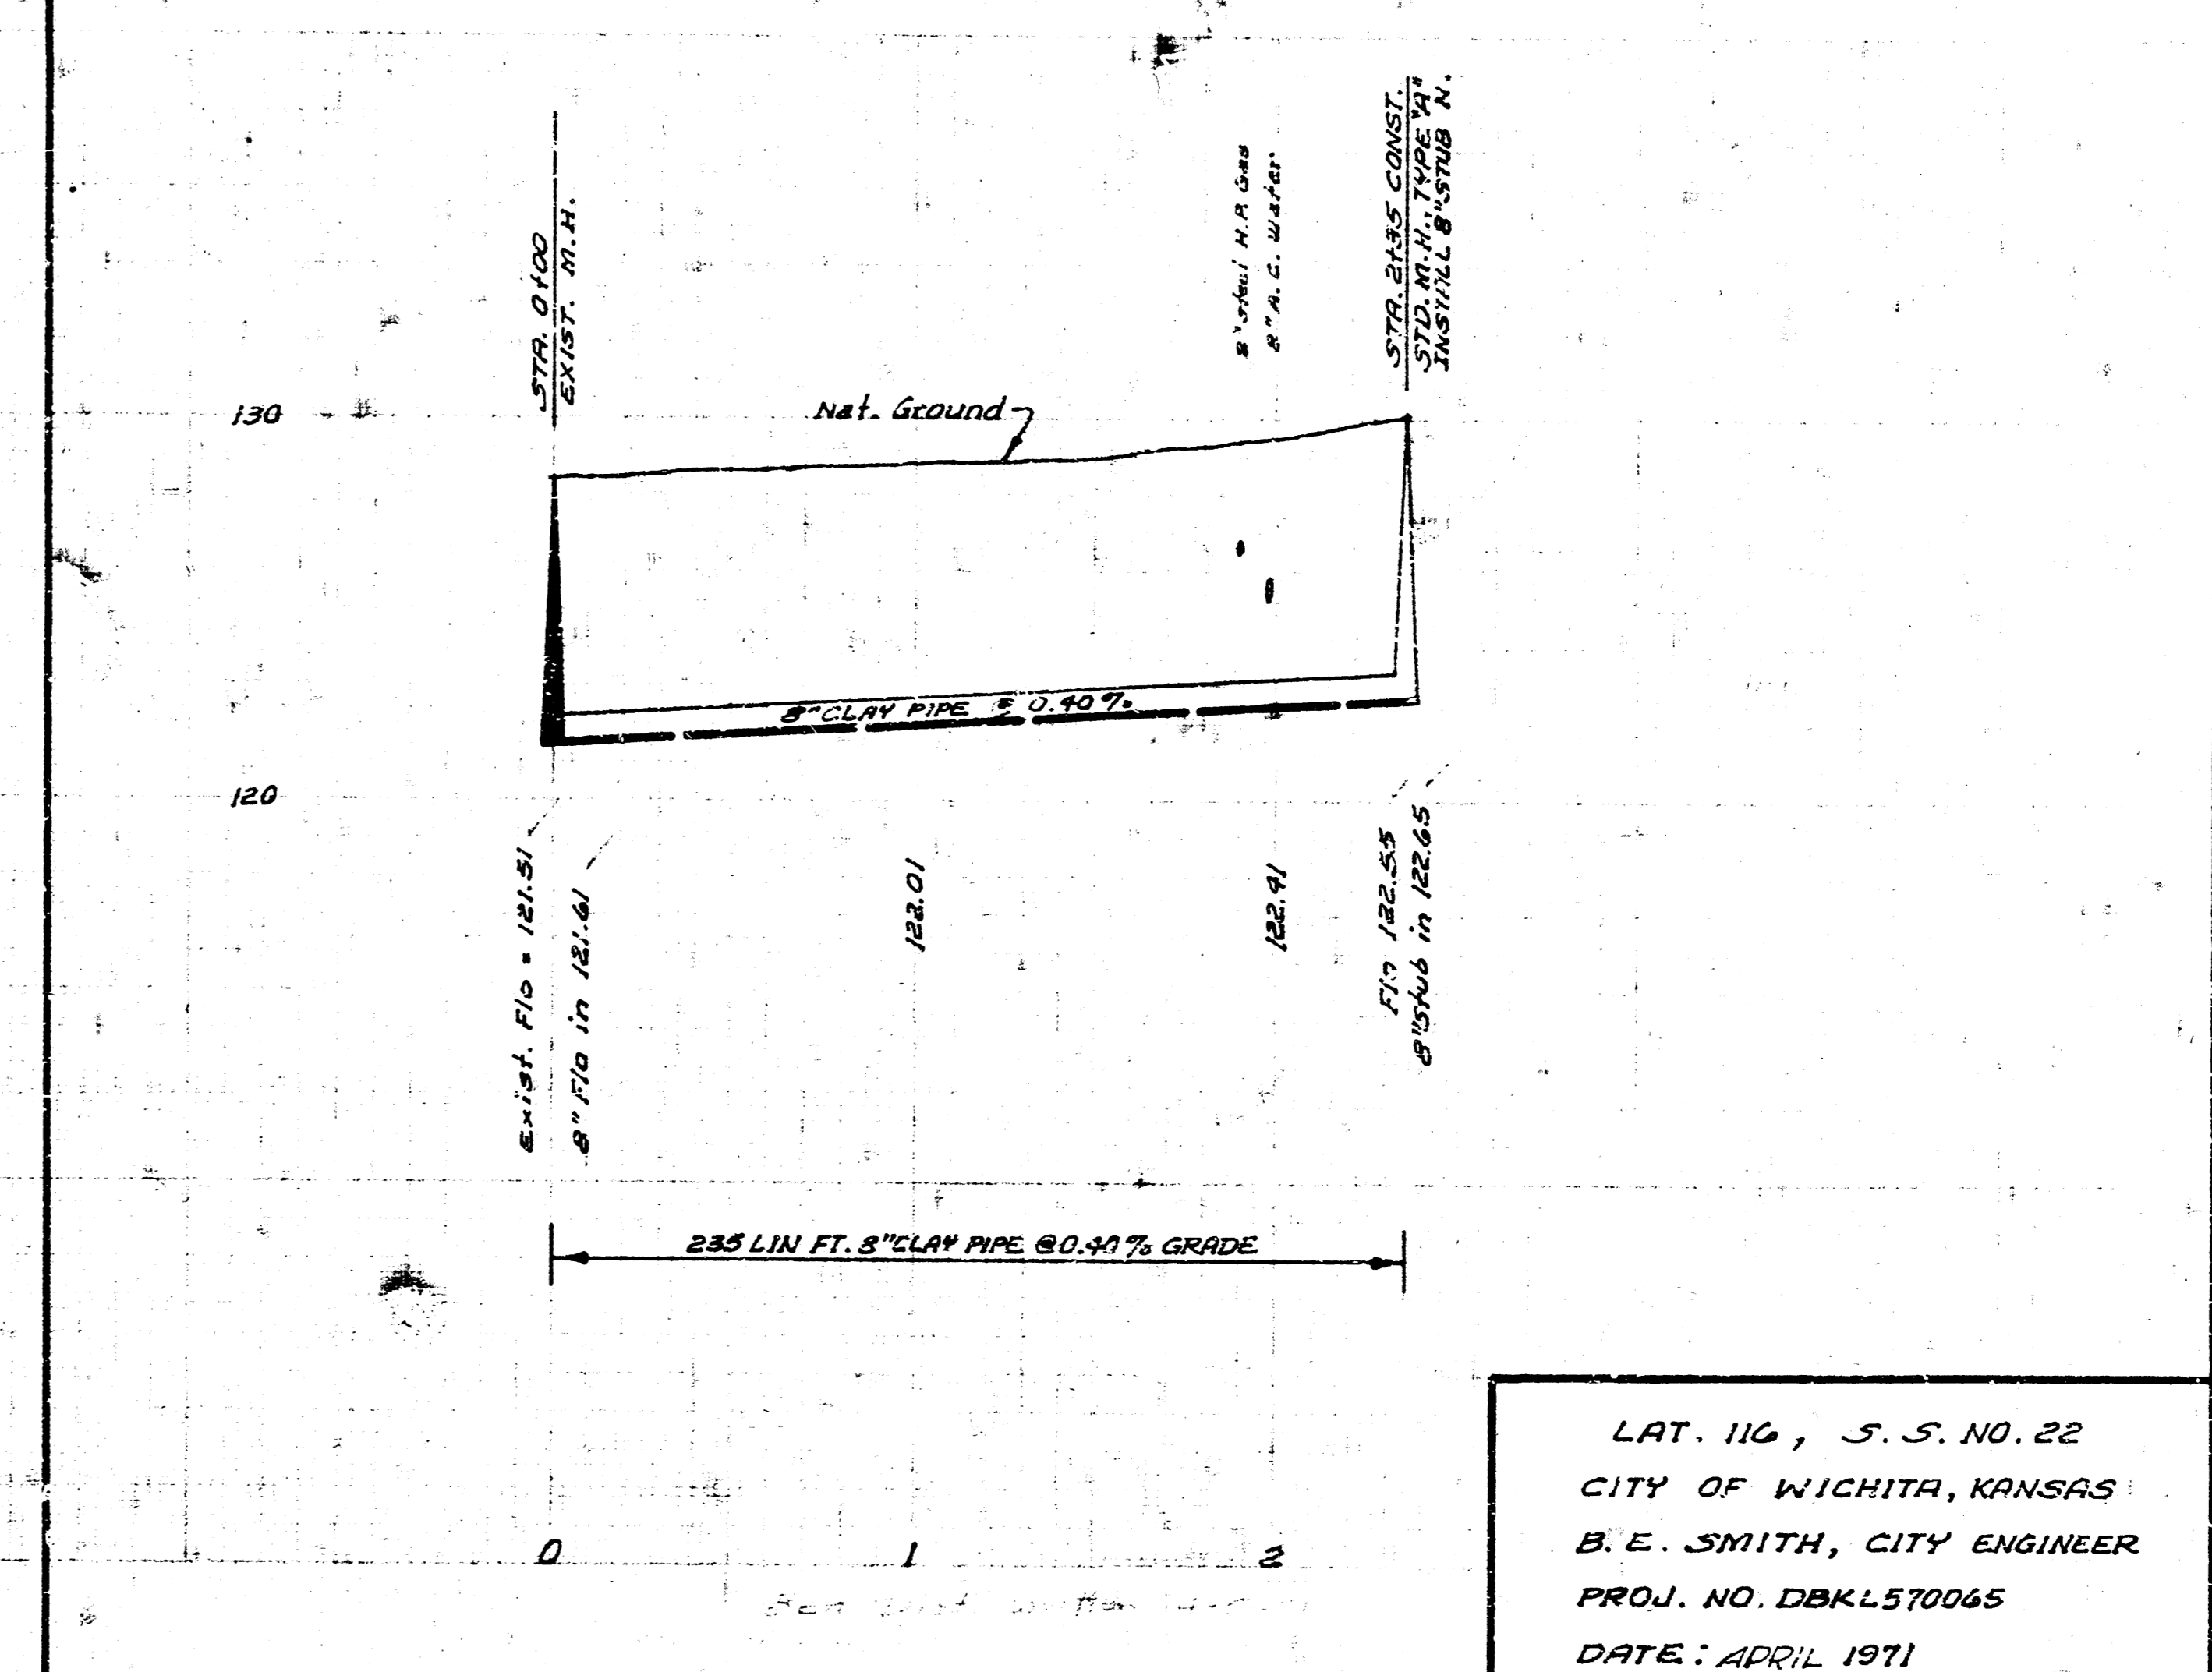 STA. 0+00
EXIST. M.H.
8" steel H.P. Gas
8" A.C. Water
STA. 2+35 CONST.
STD. M.H., TYPE "A"
INSTALL 8" STUB N.
130
Nat. Ground
8" CLAY PIPE @ 0.40 %
120
Exist. Flo = 121.51
8" Flo in 121.61
122.01
122.41
Flo 122.55
8" Stub in 122.65
235 LIN FT. 8" CLAY PIPE @ 0.40 % GRADE
0 1 2
LAT. 116, S. S. NO. 22
CITY OF WICHITA, KANSAS
B. E. SMITH, CITY ENGINEER
PROJ. NO. DBKL570065
DATE: APRIL 1971